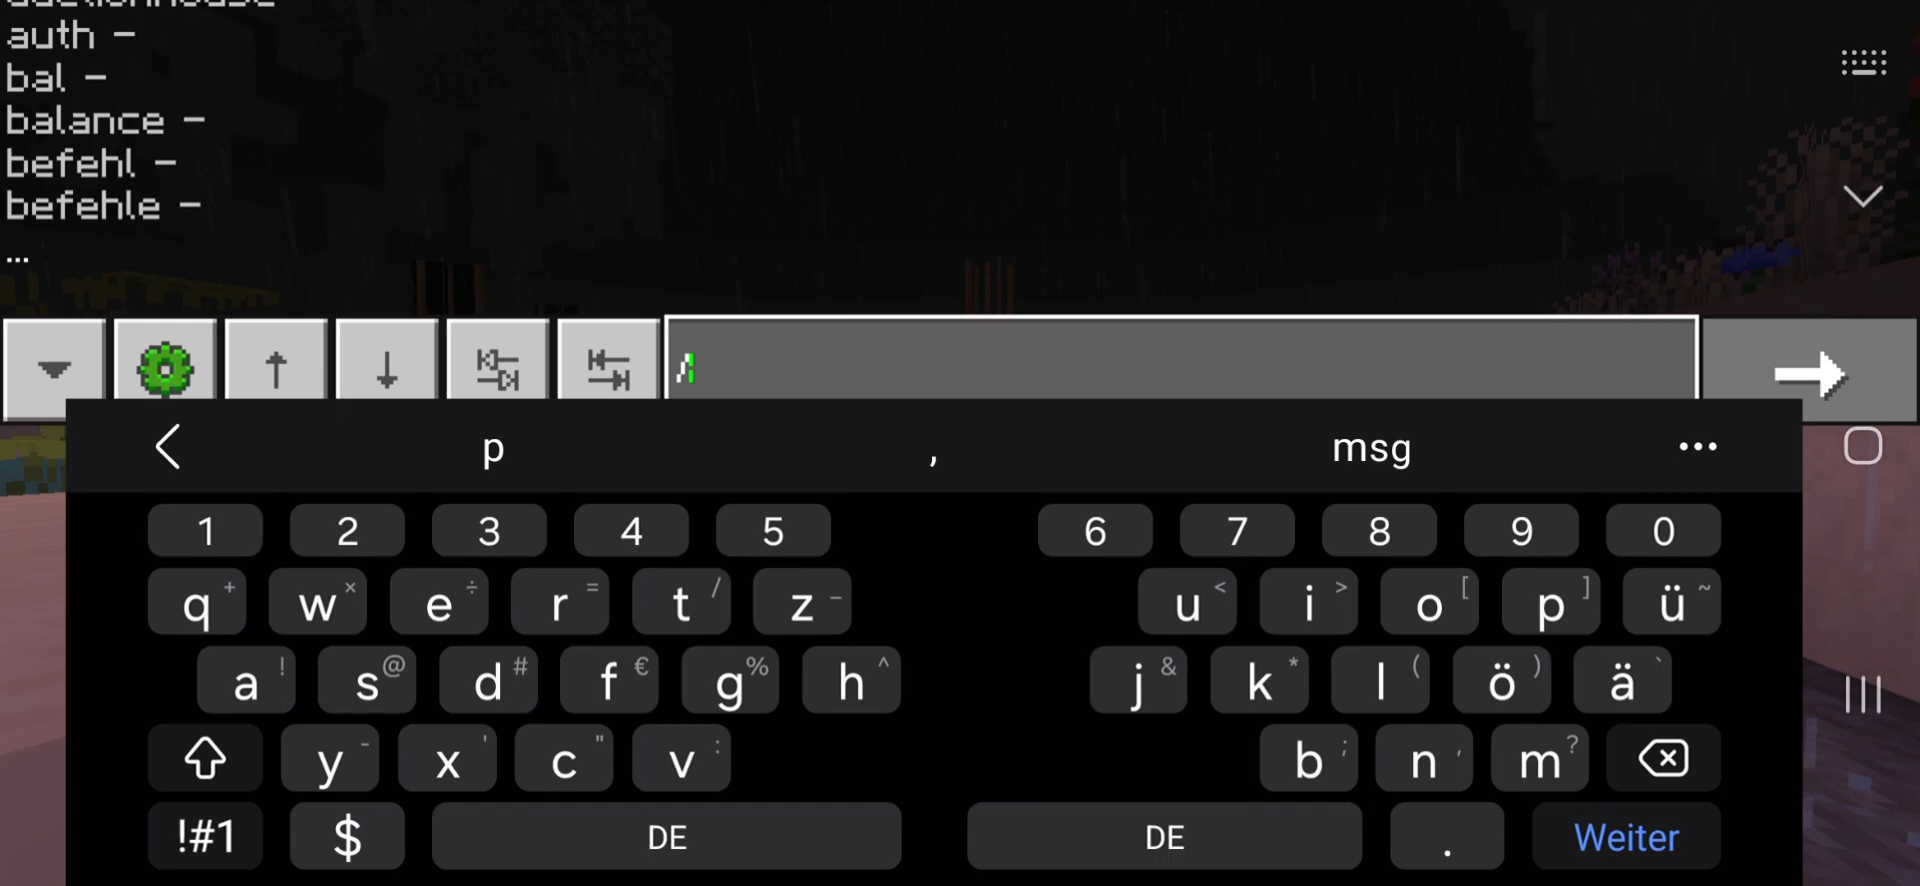 auctionhouse
auth -
bal -
balance -
befehl -
befehle -
...
/
p , msg ...
1 2 3 4 5 6 7 8 9 0
q + w × e ÷ r = t / z _ u < i > o [ p ] ü ~
a ! s @ d # f € g % h ^ j & k * l ( ö ) ä `
y - x ' c " v : b ; n , m ?
!#1 $ DE DE . Weiter